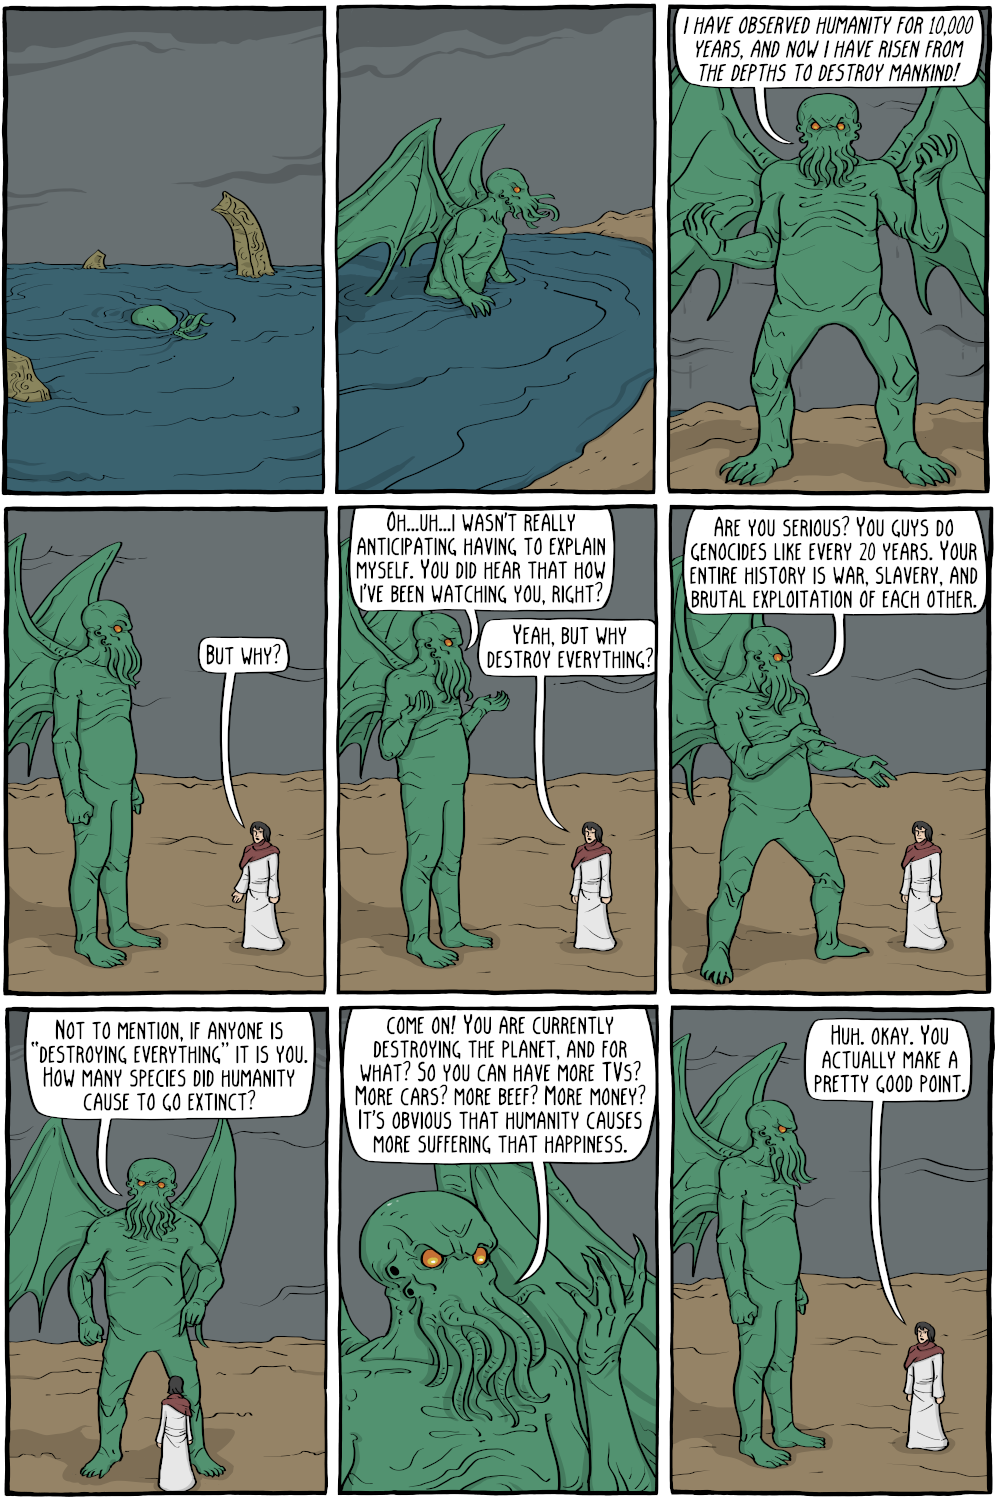 I HAVE OBSERVED HUMANITY FOR 10,000
YEARS, AND NOW I HAVE RISEN FROM
THE DEPTHS TO DESTROY MANKIND!
BUT WHY?
OH...UH...I WASN'T REALLY
ANTICIPATING HAVING TO EXPLAIN
MYSELF. YOU DID HEAR THAT HOW
I'VE BEEN WATCHING YOU, RIGHT?
YEAH, BUT WHY
DESTROY EVERYTHING?
ARE YOU SERIOUS? YOU GUYS DO
GENOCIDES LIKE EVERY 20 YEARS. YOUR
ENTIRE HISTORY IS WAR, SLAVERY, AND
BRUTAL EXPLOITATION OF EACH OTHER.
NOT TO MENTION, IF ANYONE IS
"DESTROYING EVERYTHING" IT IS YOU.
HOW MANY SPECIES DID HUMANITY
CAUSE TO GO EXTINCT?
COME ON! YOU ARE CURRENTLY
DESTROYING THE PLANET, AND FOR
WHAT? SO YOU CAN HAVE MORE TVS?
MORE CARS? MORE BEEF? MORE MONEY?
IT'S OBVIOUS THAT HUMANITY CAUSES
MORE SUFFERING THAT HAPPINESS.
HUH. OKAY. YOU
ACTUALLY MAKE A
PRETTY GOOD POINT.